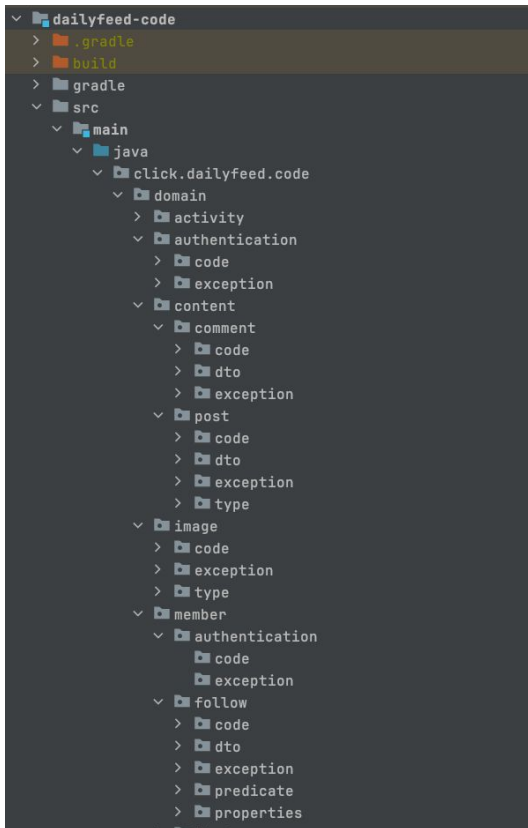 dailyfeed-code
.gradle
build
gradle
src
main
java
click.dailyfeed.code
domain
activity
authentication
code
exception
content
comment
code
dto
exception
post
code
dto
exception
type
image
code
exception
type
member
authentication
code
exception
follow
code
dto
exception
predicate
properties